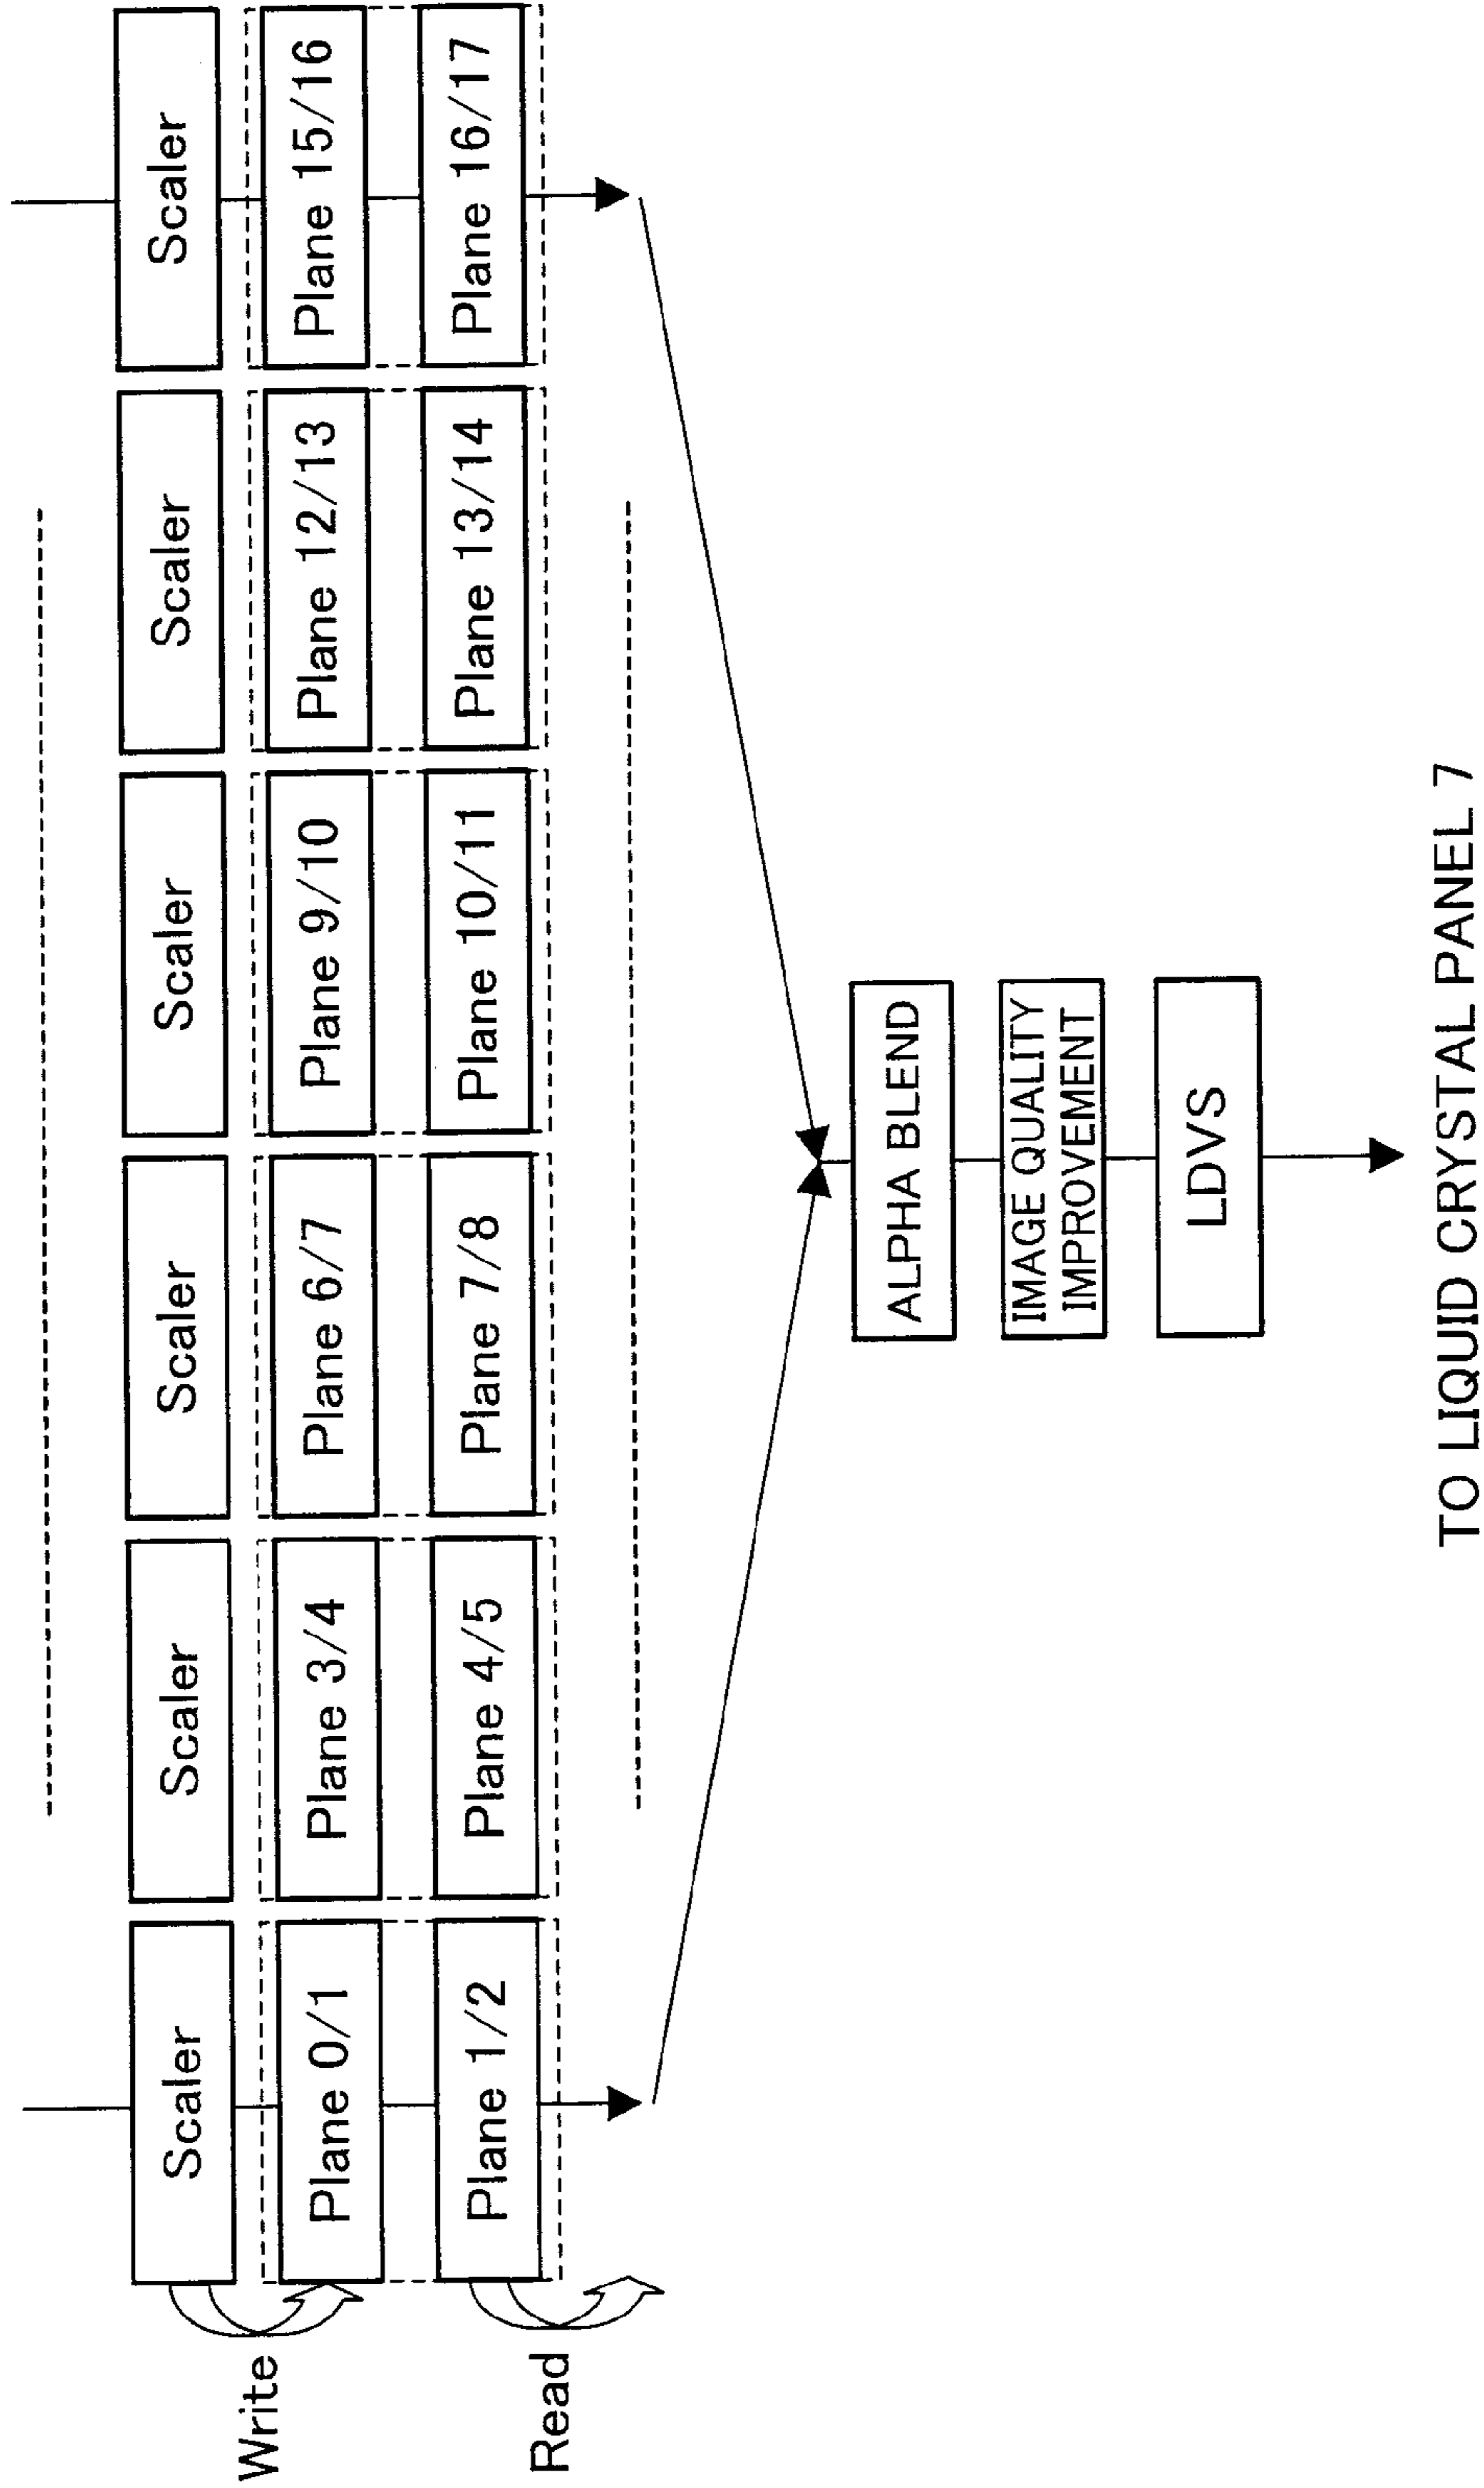 Scaler
Scaler
Scaler
Scaler
Scaler
Scaler
Write
Plane 0/1
Plane 3/4
Plane 6/7
Plane 9/10
Plane 12/13
Plane 15/16
Plane 1/2
Plane 4/5
Plane 7/8
Plane 10/11
Plane 13/14
Plane 16/17
Read
ALPHA BLEND
IMAGE QUALITY
IMPROVEMENT
LDVS
TO LIQUID CRYSTAL PANEL 7